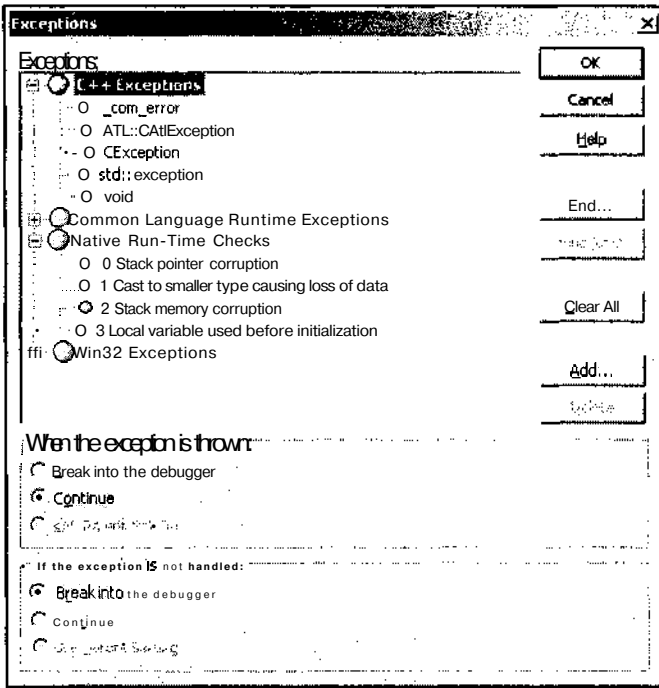 Exceptions
Exceptions:
C++ Exceptions
_com_error
ATL::CAtlException
CException
std::exception
void
Common Language Runtime Exceptions
Native Run-Time Checks
0 Stack pointer corruption
1 Cast to smaller type causing loss of data
2 Stack memory corruption
3 Local variable used before initialization
Win32 Exceptions
OK
Cancel
Help
End...
Clear All
Add...
When the exception is thrown:
Break into the debugger
Continue
If the exception is not handled:
Break into the debugger
Continue